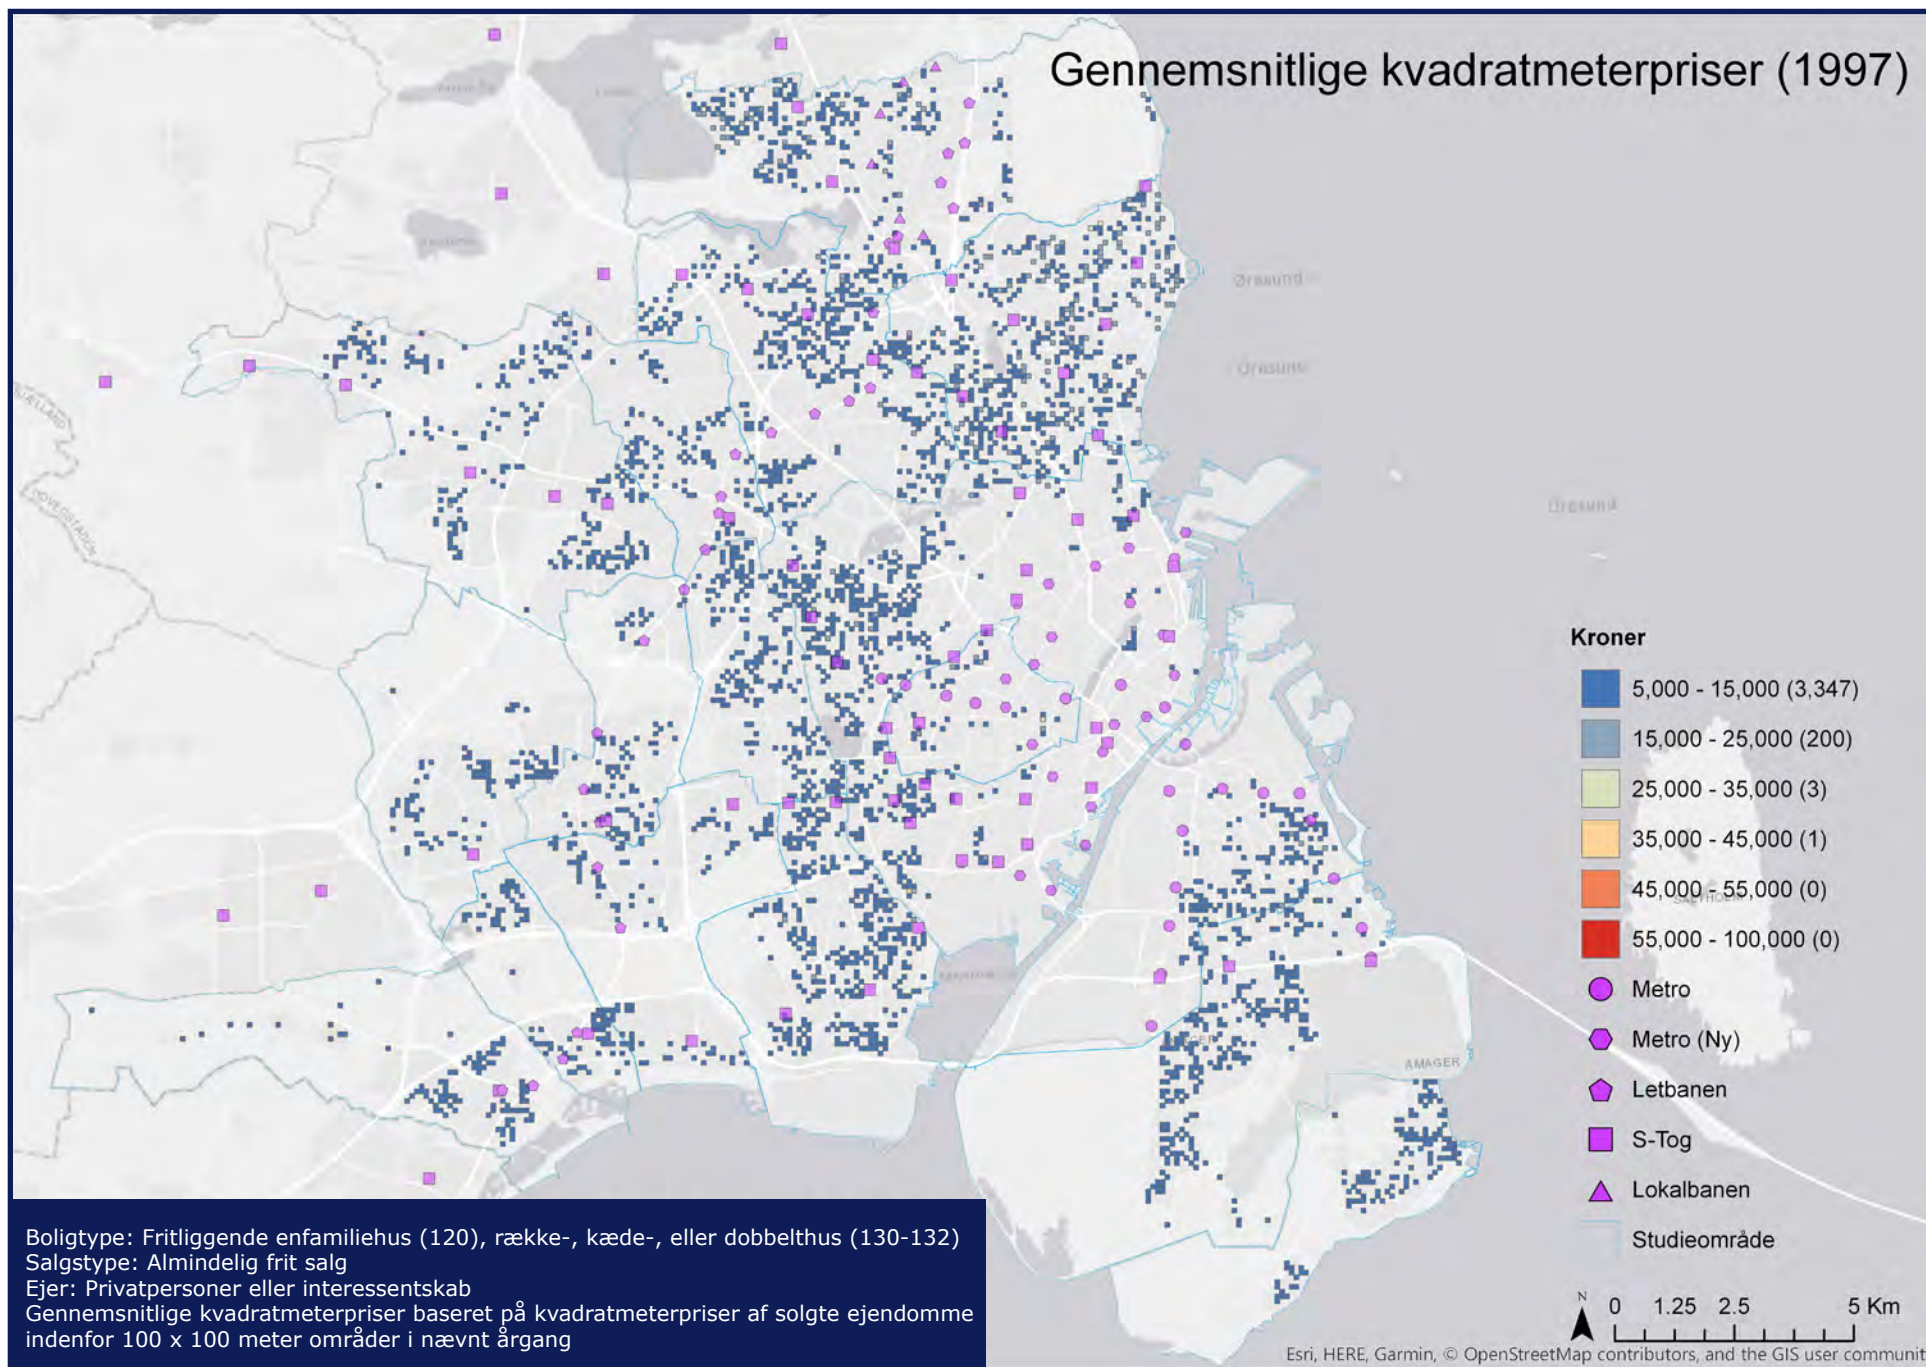 Gennemsnitlige kvadratmeterpriser (1997)
Øresund
Øresund
Øresund
AMAGER
Kroner
5,000 - 15,000 (3,347)
15,000 - 25,000 (200)
25,000 - 35,000 (3)
35,000 - 45,000 (1)
45,000 - 55,000 (0)
55,000 - 100,000 (0)
Metro
Metro (Ny)
Letbanen
S-Tog
Lokalbanen
Studieområde
N
0 1.25 2.5 5 Km
Boligtype: Fritliggende enfamiliehus (120), række-, kæde-, eller dobbelthus (130-132)
Salgstype: Almindelig frit salg
Ejer: Privatpersoner eller interessentskab
Gennemsnitlige kvadratmeterpriser baseret på kvadratmeterpriser af solgte ejendomme
indenfor 100 x 100 meter områder i nævnt årgang
Esri, HERE, Garmin, © OpenStreetMap contributors, and the GIS user communit